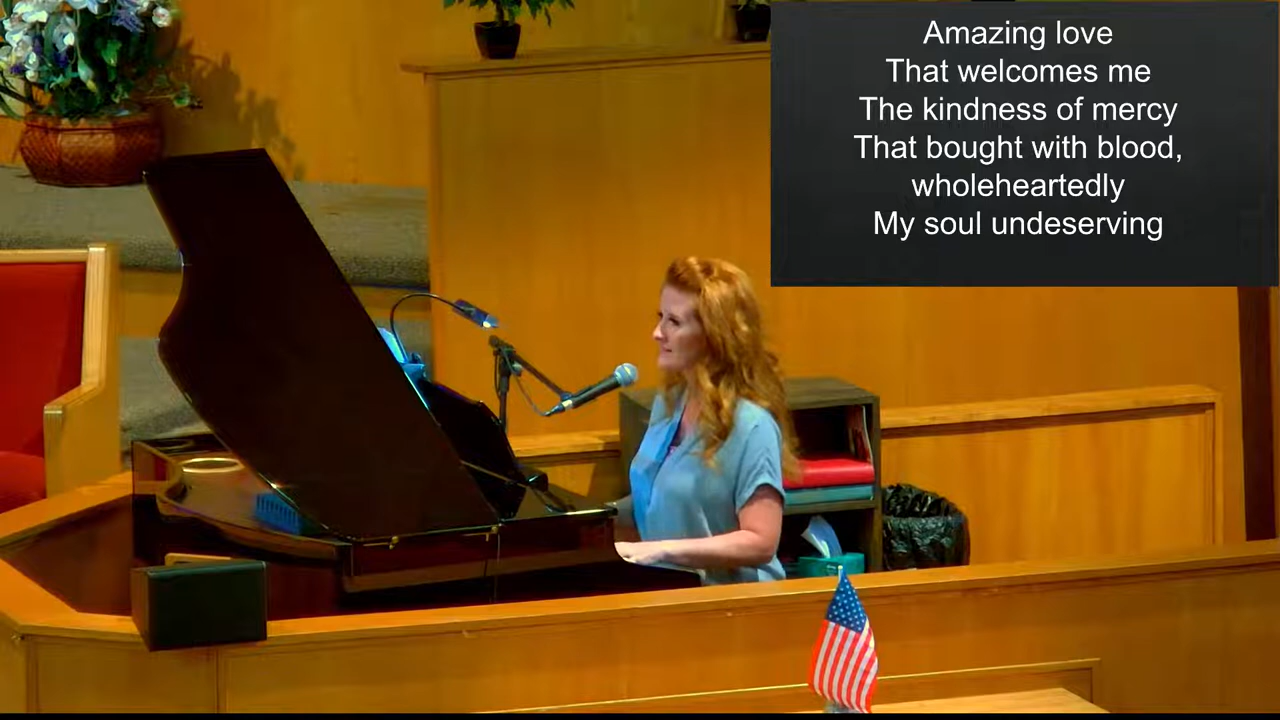 Amazing love
That welcomes me
The kindness of mercy
That bought with blood,
wholeheartedly
My soul undeserving